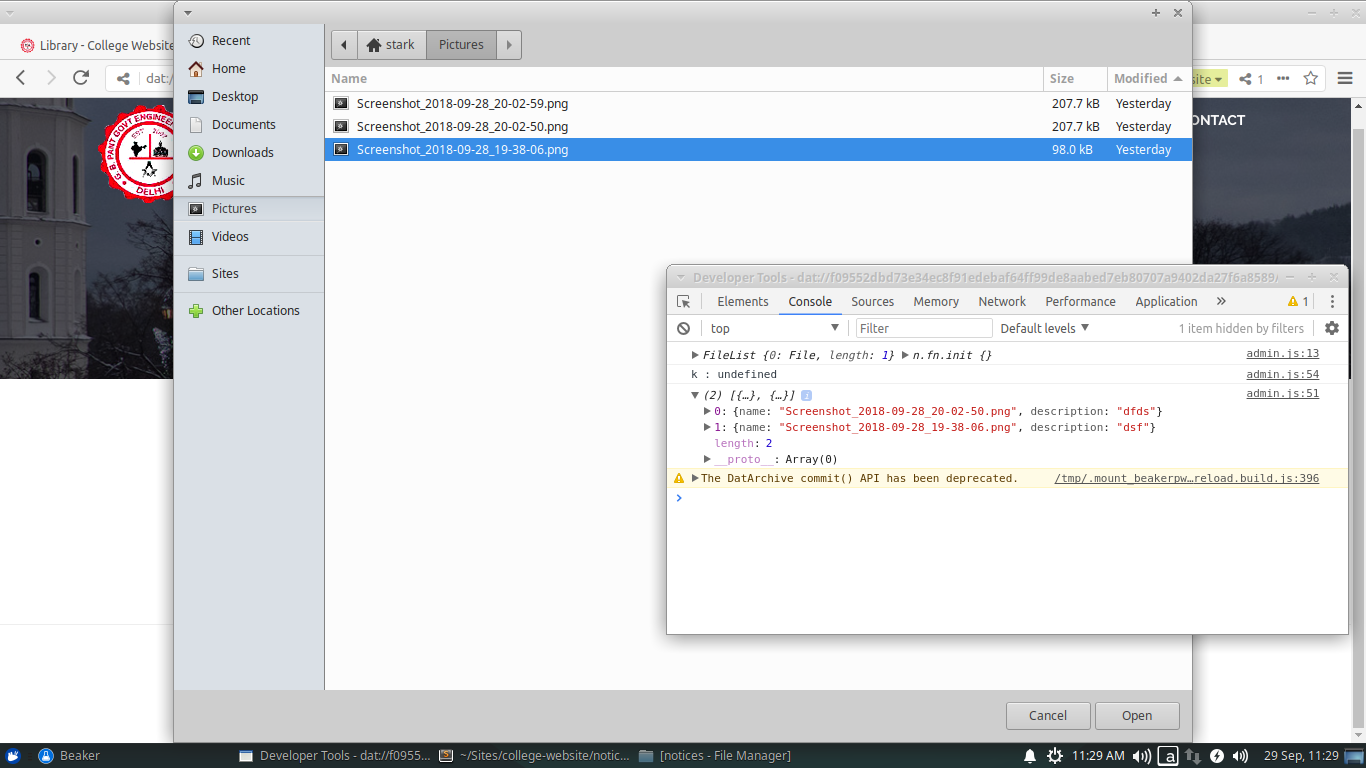 Library - College Website
dat:/
site
1
CONTACT
G. B. PANT GOVT ENGINEE
EST. 2007
DELHI
Recent
Home
Desktop
Documents
Downloads
Music
Pictures
Videos
Sites
Other Locations
stark
Pictures
Name Size Modified
Screenshot_2018-09-28_20-02-59.png 207.7 kB Yesterday
Screenshot_2018-09-28_20-02-50.png 207.7 kB Yesterday
Screenshot_2018-09-28_19-38-06.png 98.0 kB Yesterday
Cancel Open
Developer Tools - dat://f09552dbd73e34ec8f91edebaf64ff99de8aabed7eb80707a9402da27f6a8589/
Elements Console Sources Memory Network Performance Application » 1
top Filter Default levels 1 item hidden by filters
FileList {0: File, length: 1} n.fn.init {} admin.js:13
k : undefined admin.js:54
(2) [{…}, {…}] i admin.js:51
0: {name: "Screenshot_2018-09-28_20-02-50.png", description: "dfds"}
1: {name: "Screenshot_2018-09-28_19-38-06.png", description: "dsf"}
length: 2
__proto__: Array(0)
The DatArchive commit() API has been deprecated. /tmp/.mount_beakerpw…reload.build.js:396
Beaker Developer Tools - dat://f0955... ~/Sites/college-website/notic... [notices - File Manager] 11:29 AM a 29 Sep, 11:29